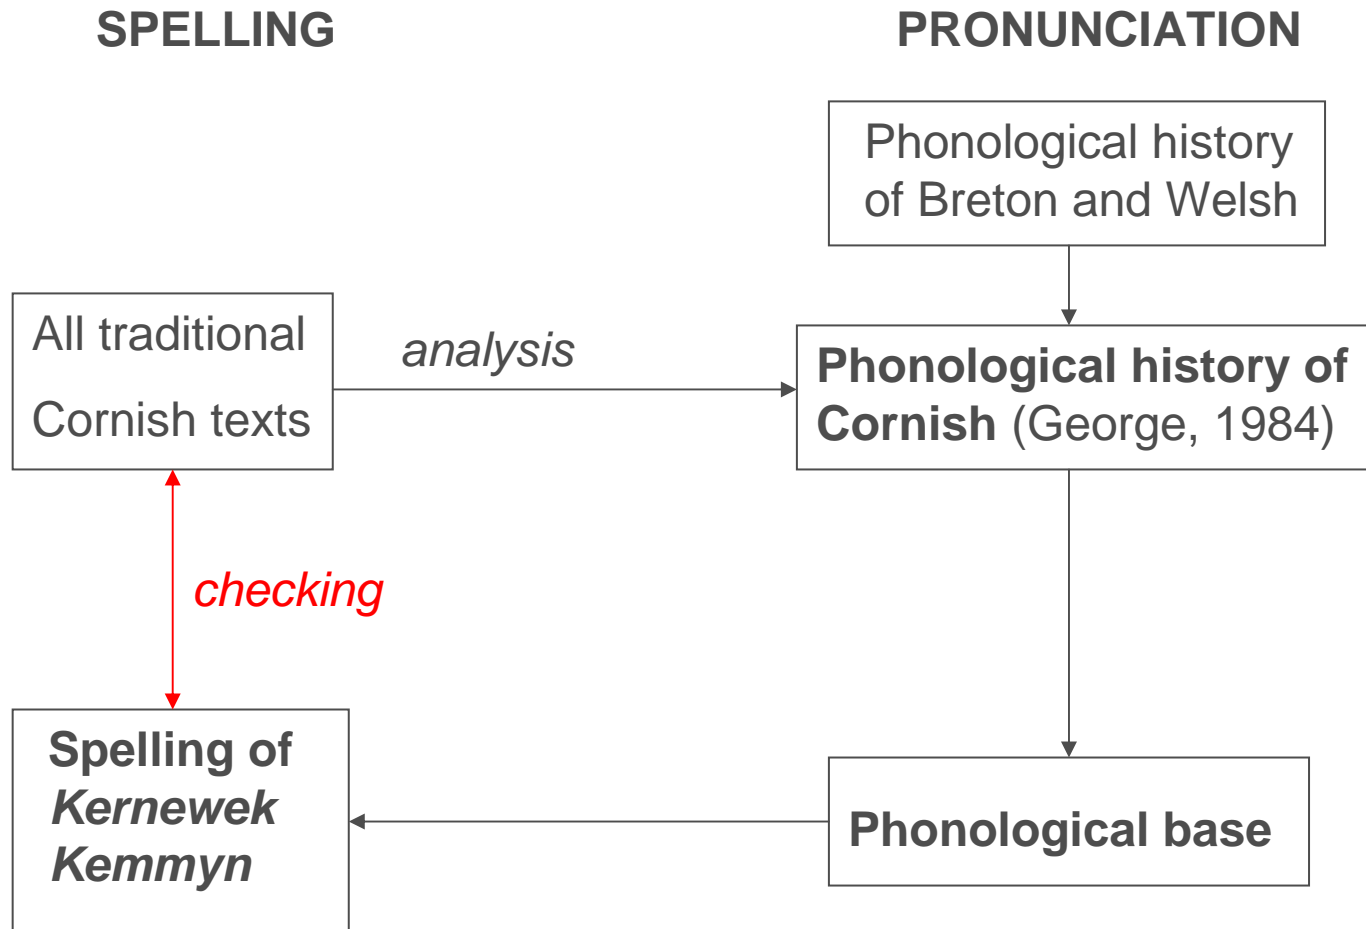 SPELLING
PRONUNCIATION
Phonological history
of Breton and Welsh
All traditional
Cornish texts
analysis
Phonological history of
Cornish (George, 1984)
checking
Spelling of
Kernewek
Kemmyn
Phonological base